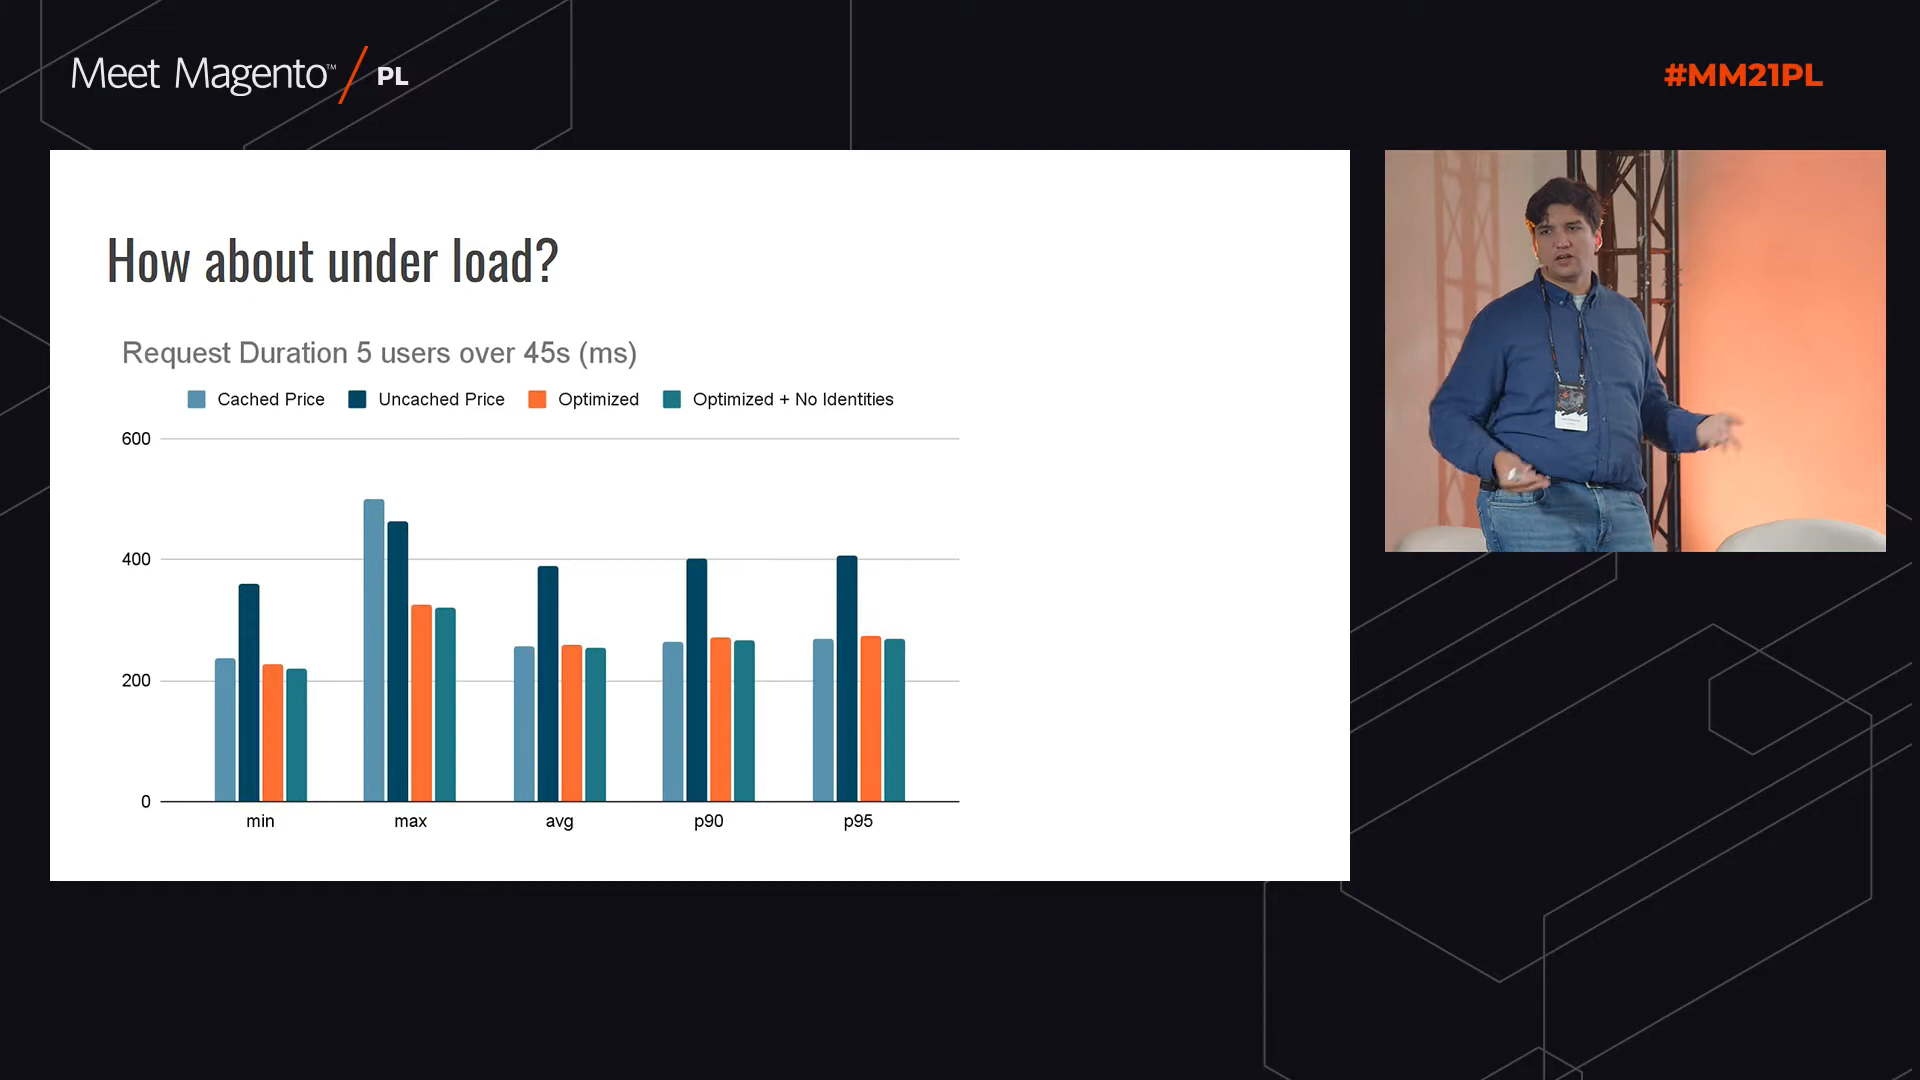 Meet Magento™ / PL
#MM21PL
How about under load?
Request Duration 5 users over 45s (ms)
Cached Price Uncached Price Optimized Optimized + No Identities
600
400
200
0
min max avg p90 p95